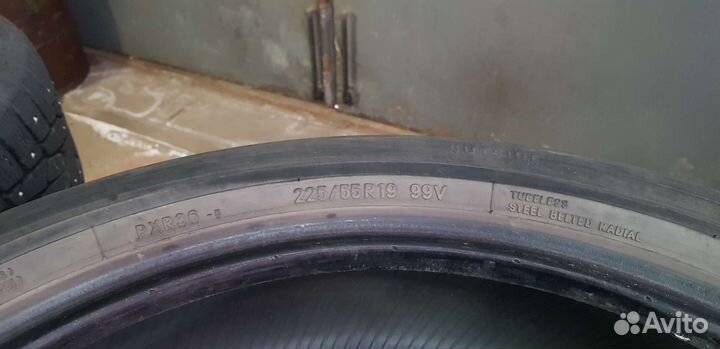 PXR36
225/55R19 99V
TUBELESS
STEEL BELTED RADIAL
Avito